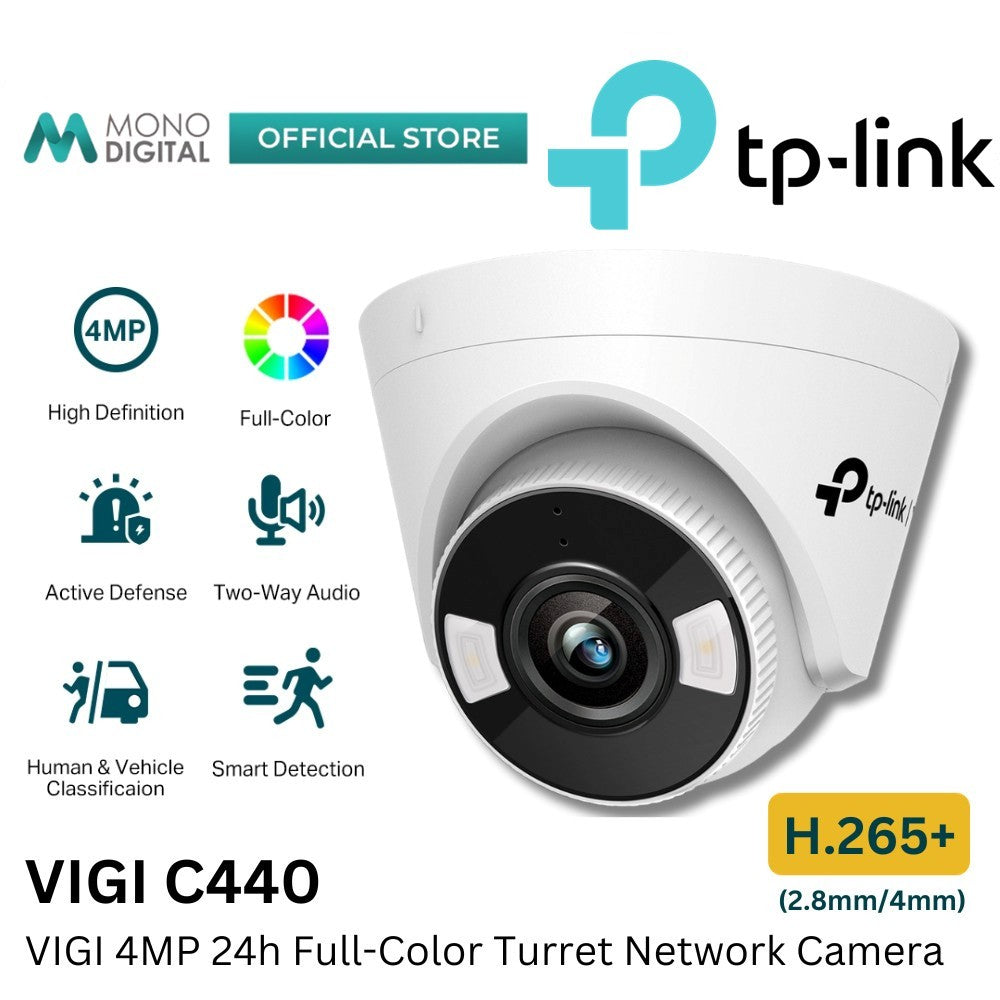 MONO
DIGITAL
OFFICIAL STORE
tp-link
4MP
High Definition
Full-Color
Active Defense
Two-Way Audio
Human & Vehicle
Classificaion
Smart Detection
tp-link
H.265+
(2.8mm/4mm)
VIGI C440
VIGI 4MP 24h Full-Color Turret Network Camera